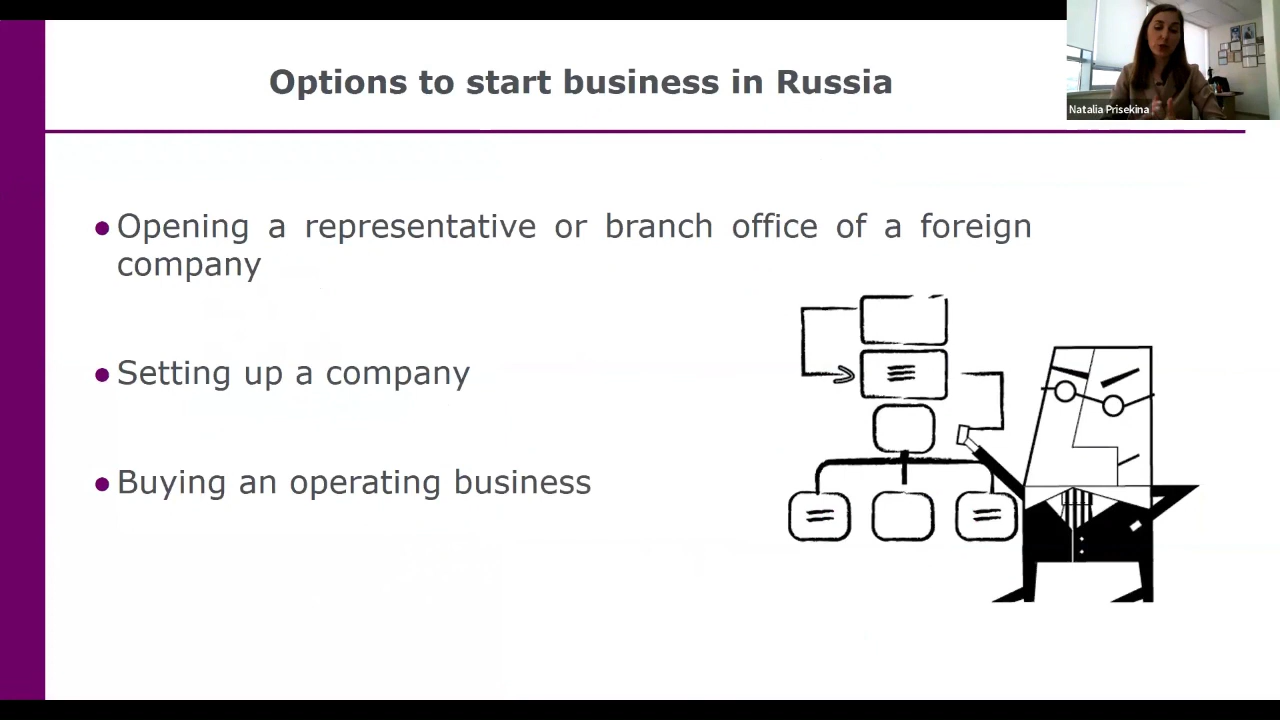 Options to start business in Russia
Natalia Prisekina
● Opening a representative or branch office of a foreign
company
● Setting up a company
● Buying an operating business